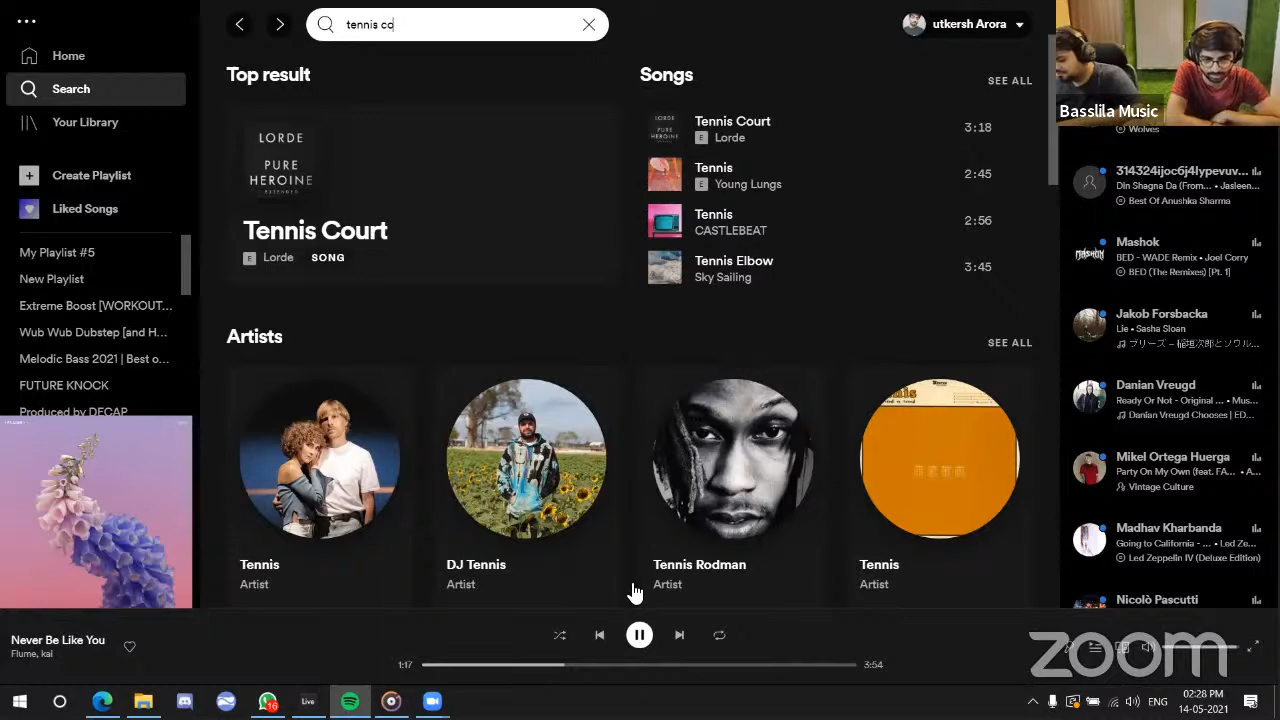 tennis co
utkersh Arora
Home
Search
Your Library
Create Playlist
Liked Songs
My Playlist #5
New Playlist
Extreme Boost [WORKOUT...
Wub Wub Dubstep [and H...
Melodic Bass 2021 | Best o...
FUTURE KNOCK
Produced by DECAP
Top result
LORDE
PURE
HEROINE
EXTENDED
Tennis Court
E Lorde SONG
Songs
SEE ALL
LORDE
PURE
HEROINE
Tennis Court
3:18
E Lorde
Tennis
2:45
E Young Lungs
Tennis
2:56
CASTLEBEAT
Tennis Elbow
3:45
Sky Sailing
Artists
SEE ALL
Tennis
Artist
DJ Tennis
Artist
Tennis Rodman
Artist
Tennis
Artist
Basslila Music
Wolves
314324ijoc6j4lypevuv...
Din Shagna Da (From... • Jasleen...
Best Of Anushka Sharma
MASHOK
Mashok
BED - WADE Remix • Joel Corry
BED (The Remixes) [Pt. 1]
Jakob Forsbacka
Lie • Sasha Sloan
Danian Vreugd
Ready Or Not - Original ... • Mus...
Danian Vreugd Chooses | ED...
Mikel Ortega Huerga
Party On My Own (feat. FA... • A...
Vintage Culture
Madhav Kharbanda
Going to California - ... • Led Ze...
Led Zeppelin IV (Deluxe Edition)
Nicolò Pascutti
Never Be Like You
Flume, kai
1:17
3:54
zoom
16
Live
ENG
02:28 PM
14-05-2021